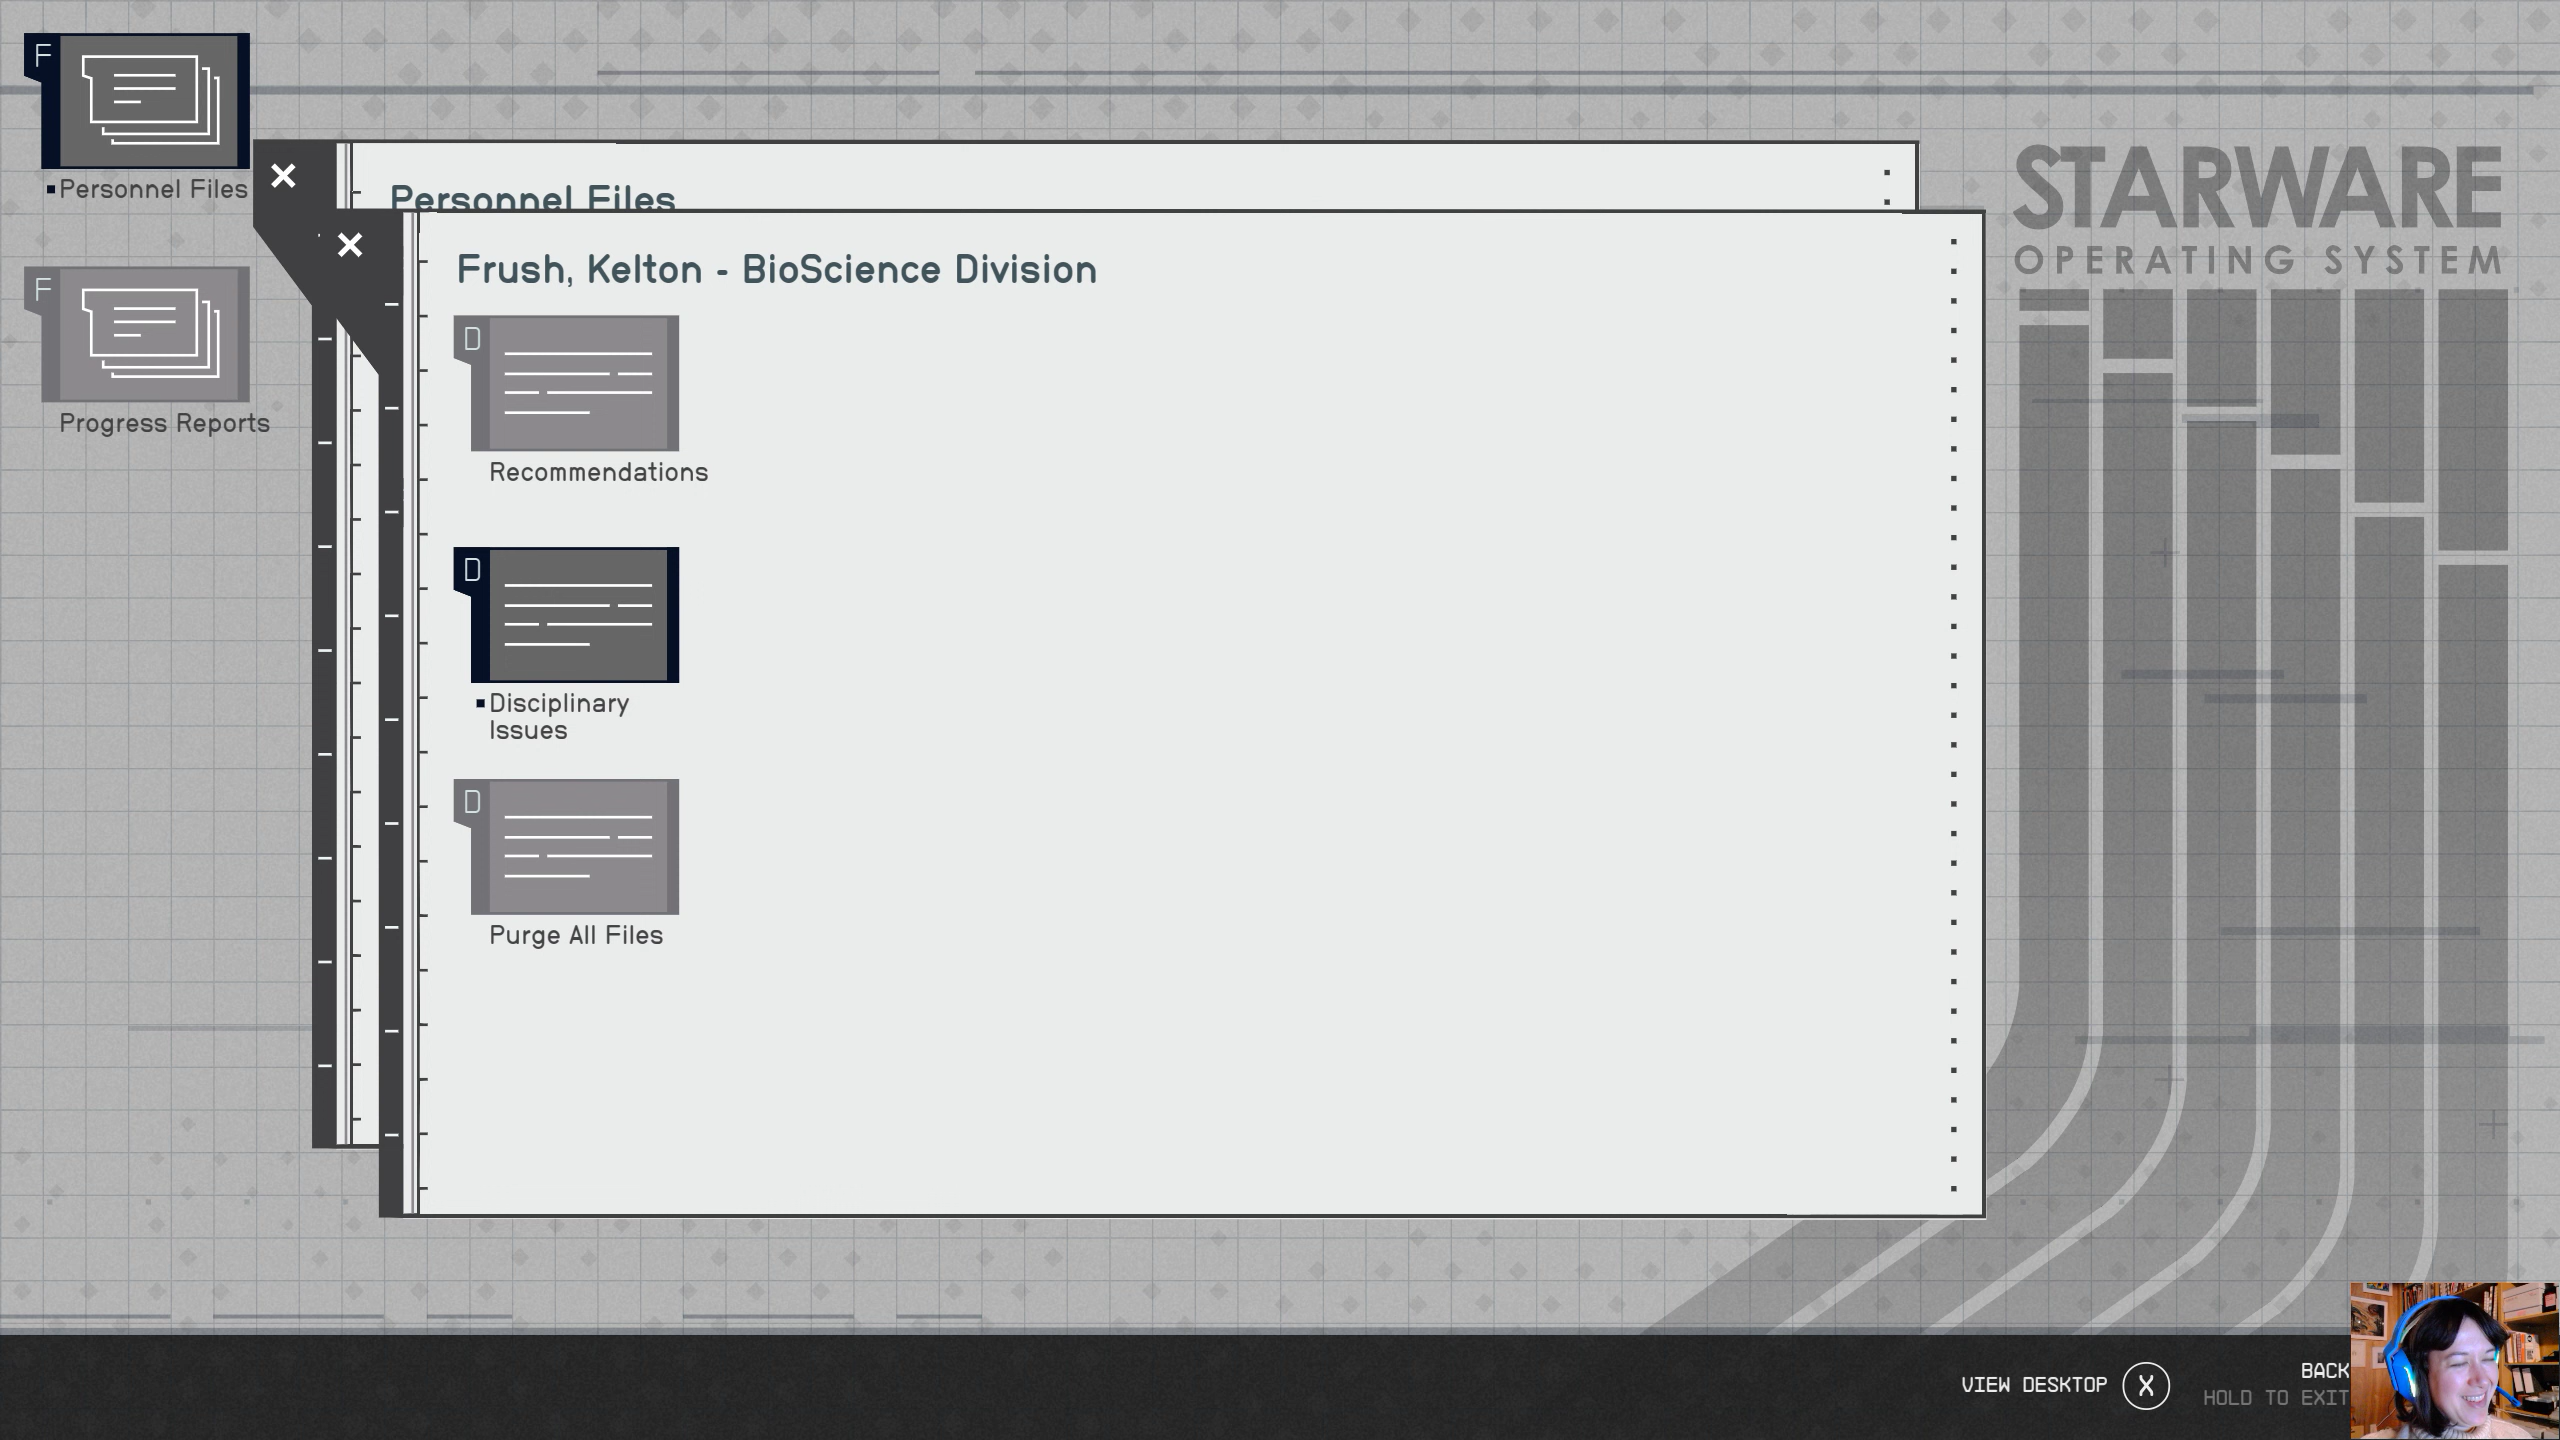 F
Personnel Files
F
Progress Reports
STARWARE
OPERATING SYSTEM
Personnel Files
Frush, Kelton - BioScience Division
D
Recommendations
D
Disciplinary
Issues
D
Purge All Files
VIEW DESKTOP X
BACK
HOLD TO EXIT